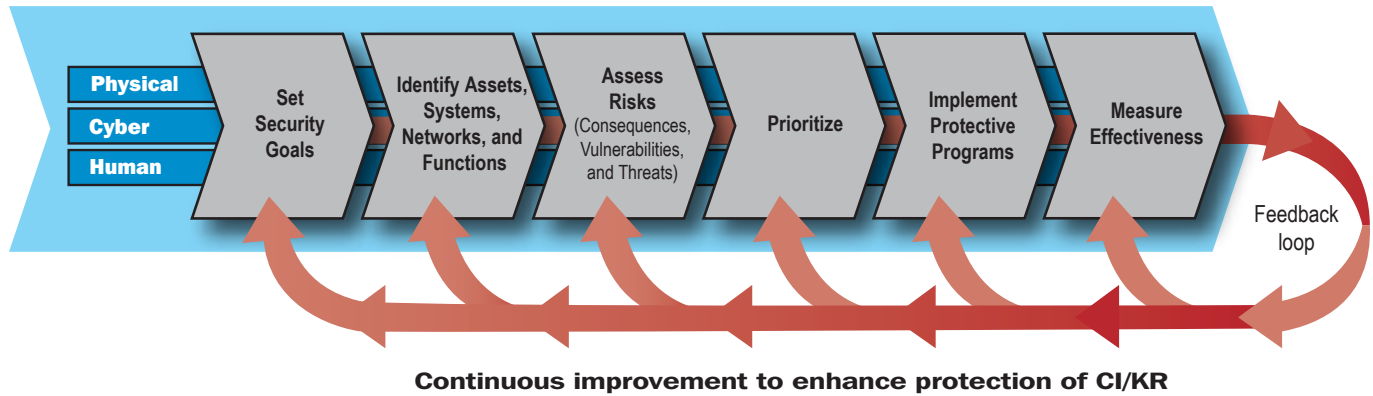 Physical
Cyber
Human
Set
Security
Goals
Identify Assets,
Systems,
Networks, and
Functions
Assess
Risks
(Consequences,
Vulnerabilities,
and Threats)
Prioritize
Implement
Protective
Programs
Measure
Effectiveness
Feedback
loop
Continuous improvement to enhance protection of CI/KR